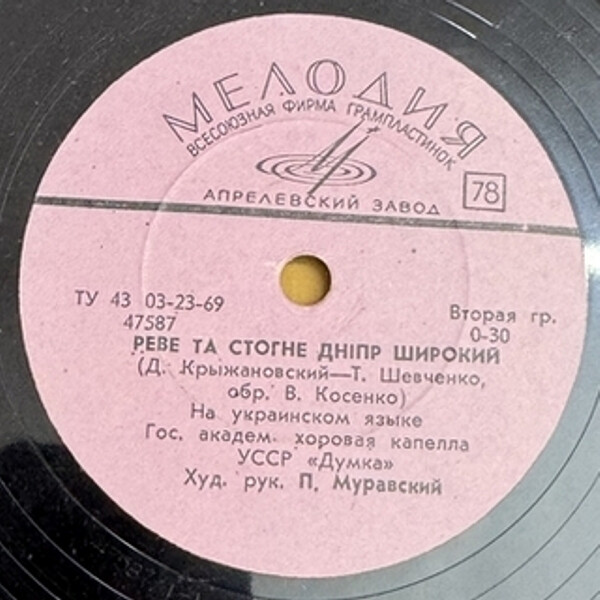 МЕЛОДИЯ
ВСЕСОЮЗНАЯ ФИРМА ГРАМПЛАСТИНОК
АПРЕЛЕВСКИЙ ЗАВОД
78
ТУ 43 03-23-69
47587
Вторая гр.
0-30
РЕВЕ ТА СТОГНЕ ДНІПР ШИРОКИЙ
(Д. Крыжановский—Т. Шевченко,
обр. В. Косенко)
На украинском языке
Гос. академ. хоровая капелла
УССР «Думка»
Худ. рук. П. Муравский